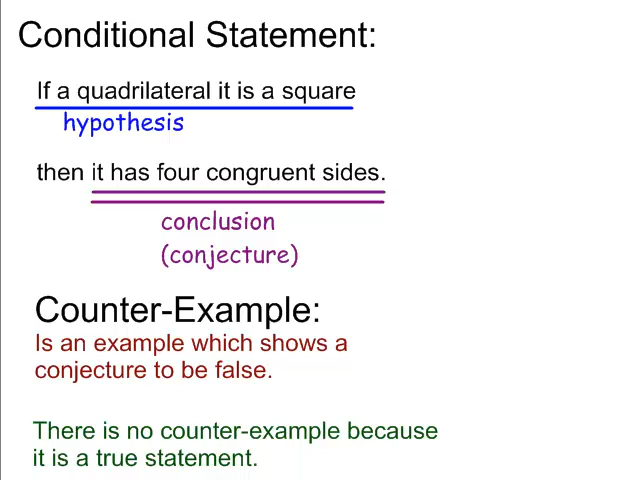 Conditional Statement:
If a quadrilateral it is a square
hypothesis
then it has four congruent sides.
conclusion
(conjecture)
Counter-Example:
Is an example which shows a
conjecture to be false.
There is no counter-example because
it is a true statement.